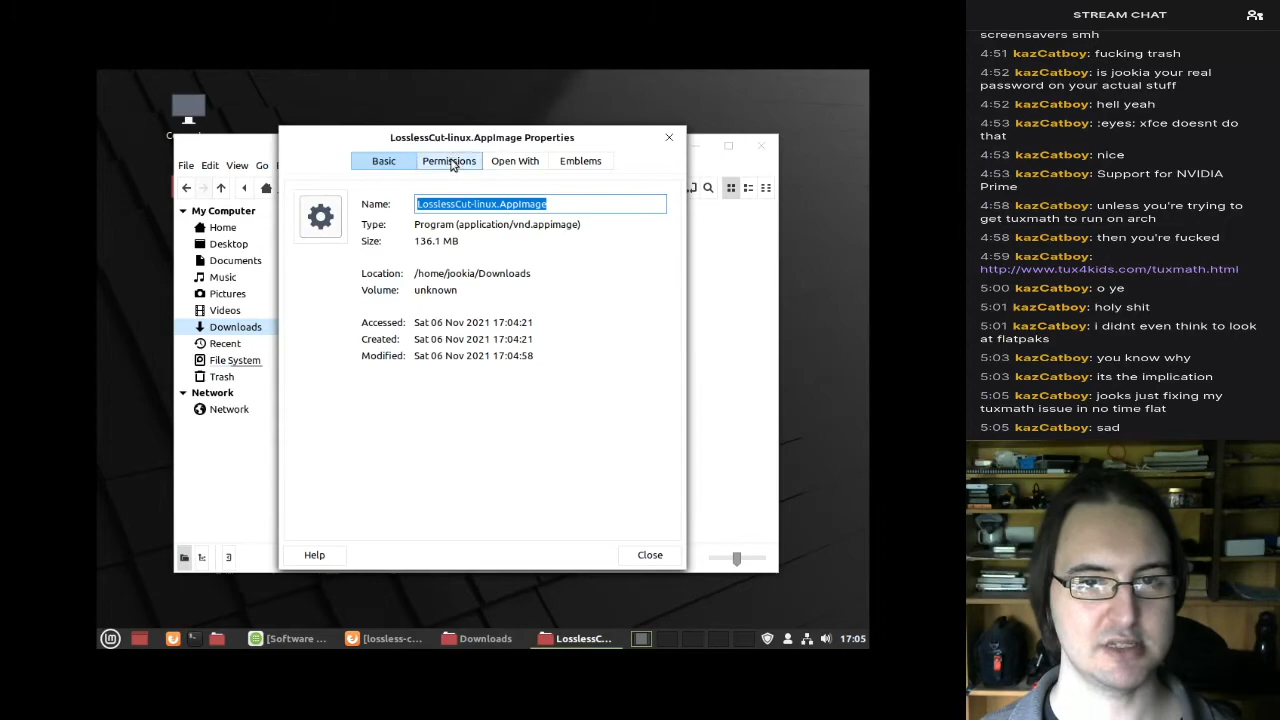 LosslessCut-linux.AppImage Properties
Basic
Permissions
Open With
Emblems
Name:
LosslessCut-linux.AppImage
Type:
Program (application/vnd.appimage)
Size:
136.1 MB
Location:
/home/jookia/Downloads
Volume:
unknown
Accessed:
Sat 06 Nov 2021 17:04:21
Created:
Sat 06 Nov 2021 17:04:21
Modified:
Sat 06 Nov 2021 17:04:58
Help
Close
File
Edit
View
My Computer
Home
Desktop
Documents
Music
Pictures
Videos
Downloads
Recent
File System
Trash
Network
Network
[Software ...
[lossless-c...
Downloads
LosslessC...
17:05
STREAM CHAT
screensavers smh
4:51 kazCatboy: fucking trash
4:52 kazCatboy: is jookia your real
password on your actual stuff
4:52 kazCatboy: hell yeah
4:53 kazCatboy: :eyes: xfce doesnt do
that
4:53 kazCatboy: nice
4:53 kazCatboy: Support for NVIDIA
Prime
4:58 kazCatboy: unless you're trying to
get tuxmath to run on arch
4:58 kazCatboy: then you're fucked
4:59 kazCatboy:
http://www.tux4kids.com/tuxmath.html
5:00 kazCatboy: o ye
5:01 kazCatboy: holy shit
5:01 kazCatboy: i didnt even think to look
at flatpaks
5:03 kazCatboy: you know why
5:03 kazCatboy: its the implication
5:05 kazCatboy: jooks just fixing my
tuxmath issue in no time flat
5:05 kazCatboy: sad